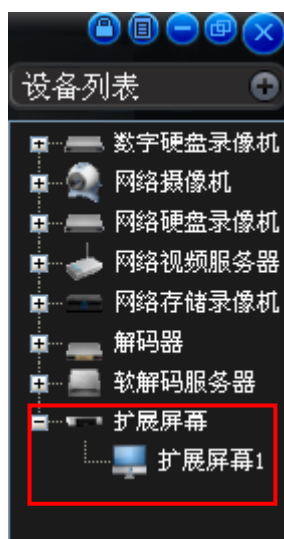 设备列表
数字硬盘录像机
网络摄像机
网络硬盘录像机
网络视频服务器
网络存储录像机
解码器
软解码服务器
扩展屏幕
扩展屏幕1